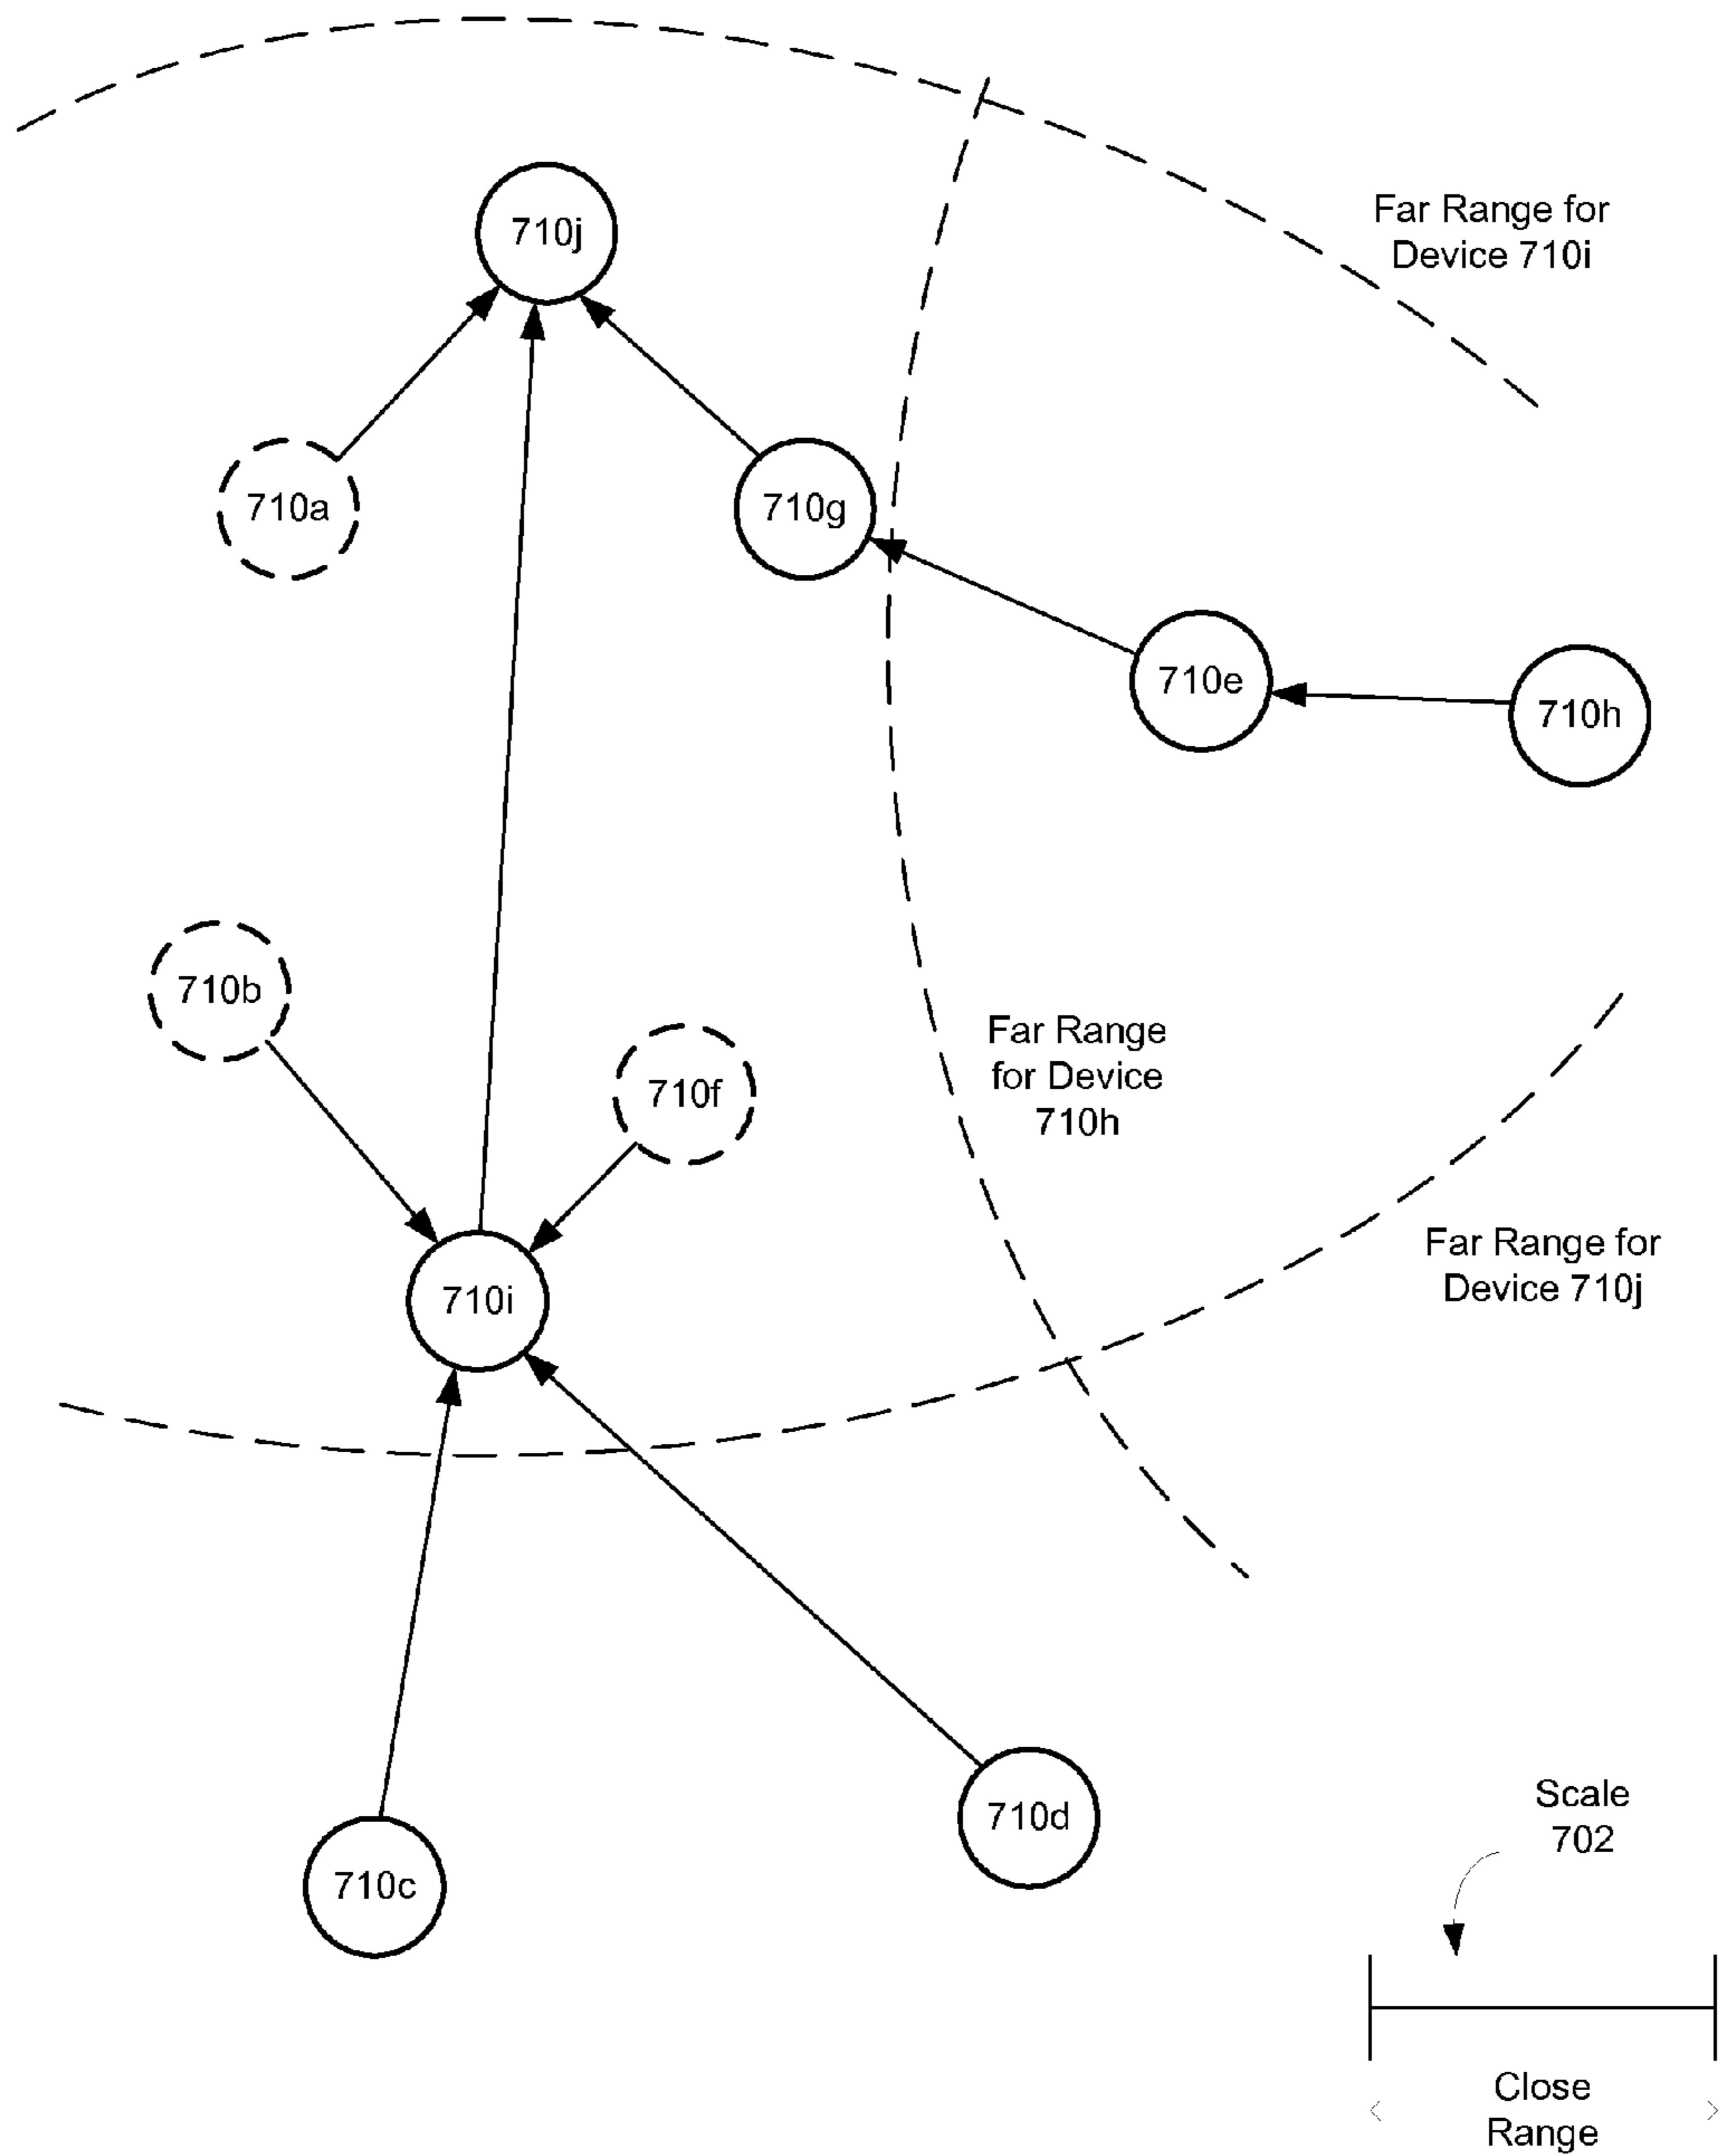 710j
Far Range for
Device 710i
710a
710g
710e
710h
710b
710f
Far Range
for Device
710h
Far Range for
Device 710j
710i
710d
710c
Scale
702
Close
Range